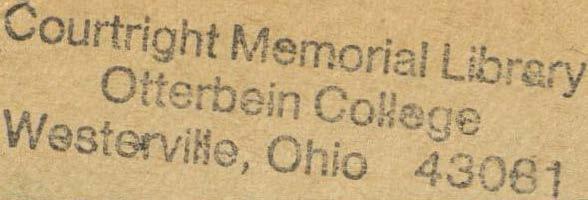 Courtright Memorial Library
Otterbein College
Westerville, Ohio 43081